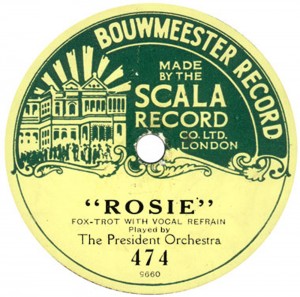 BOUWMEESTER RECORD
MADE
BY THE
SCALA
RECORD
CO. LTD.
LONDON
"ROSIE"
FOX-TROT WITH VOCAL REFRAIN
Played by
The President Orchestra
474
9660